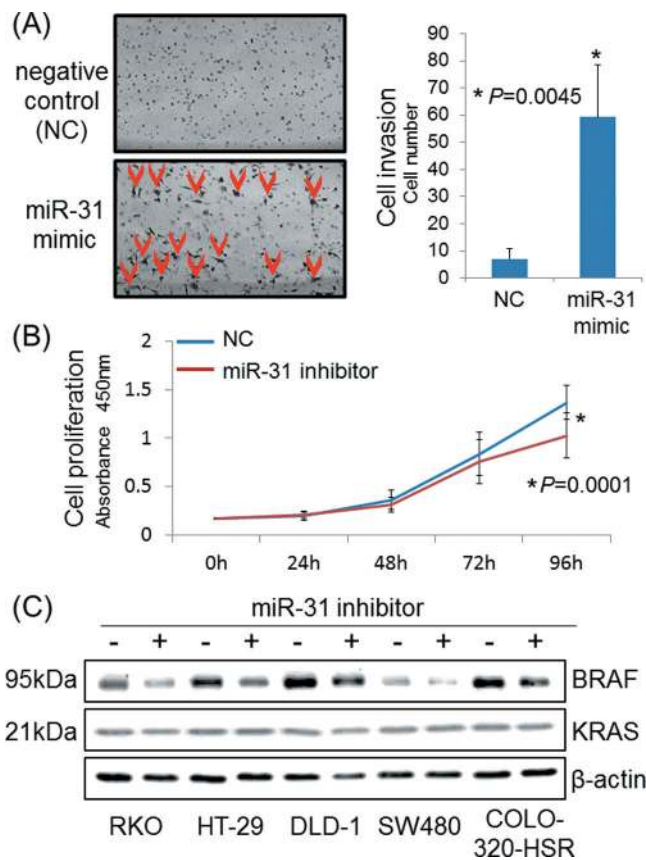 (A)
negative
control
(NC)
miR-31
mimic
Cell invasion
Cell number
90
80
70
60
50
40
30
20
10
0
*
* P=0.0045
NC
miR-31
mimic
(B)
Cell proliferation
Absorbance 450nm
2
1.5
1
0.5
0
NC
miR-31 inhibitor
*
* P=0.0001
0h 24h 48h 72h 96h
(C)
miR-31 inhibitor
- + - + - + - + - +
95kDa BRAF
21kDa KRAS
β-actin
RKO HT-29 DLD-1 SW480 COLO-
320-HSR